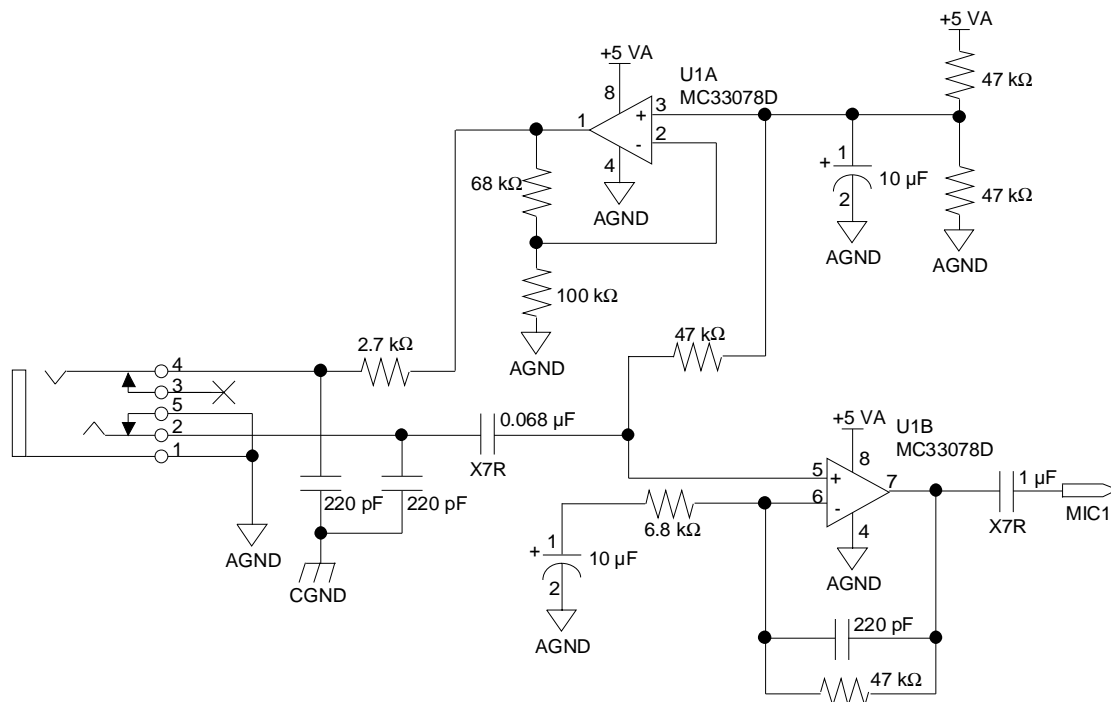 +5 VA
47 kΩ
+5 VA
U1A
MC33078D
8
1
+
3
-
2
4
AGND
68 kΩ
+
1
10 µF
2
AGND
47 kΩ
AGND
100 kΩ
AGND
2.7 kΩ
47 kΩ
4
3
5
2
1
0.068 µF
X7R
+5 VA
U1B
MC33078D
8
5
+
6
-
7
4
AGND
1 µF
X7R
MIC1
220 pF
220 pF
AGND
CGND
6.8 kΩ
+
1
10 µF
2
AGND
220 pF
47 kΩ